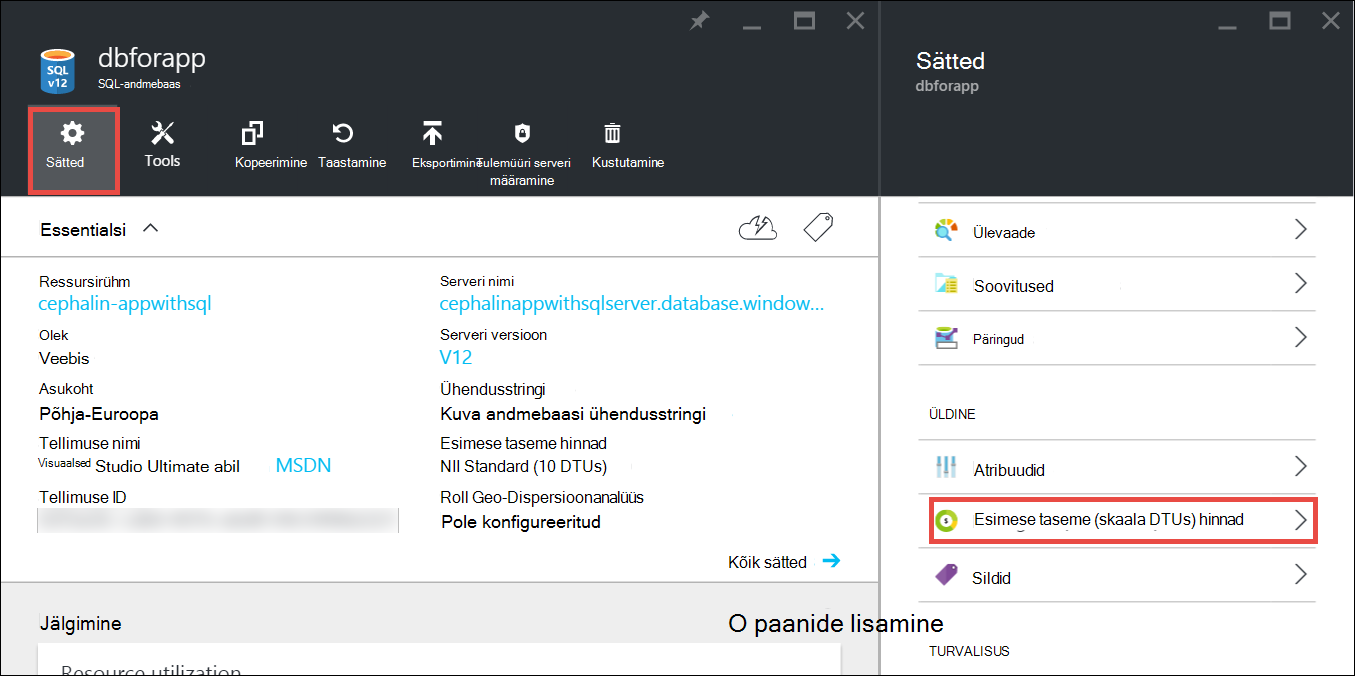 dbforapp
SQL-andmebaas
SQL
v12
Sätted
Tools
Kopeerimine
Taastamine
Eksportimine
Tulemüüri serveri
määramine
Kustutamine
Essentialsi
Ressursirühm
cephalin-appwithsql
Olek
Veebis
Asukoht
Põhja-Euroopa
Tellimuse nimi
Visuaalsed Studio Ultimate abil MSDN
Tellimuse ID
Serveri nimi
cephalinappwithsqlserver.database.window...
Serveri versioon
V12
Ühendusstringi
Kuva andmebaasi ühendusstringi
Esimese taseme hinnad
NII Standard (10 DTUs)
Roll Geo-Dispersioonanalüüs
Pole konfigureeritud
Kõik sätted
Jälgimine
O paanide lisamine
Resource utilization
Sätted
dbforapp
Ülevaade
Soovitused
Päringud
ÜLDINE
Atribuudid
Esimese taseme (skaala DTUs) hinnad
Sildid
TURVALISUS